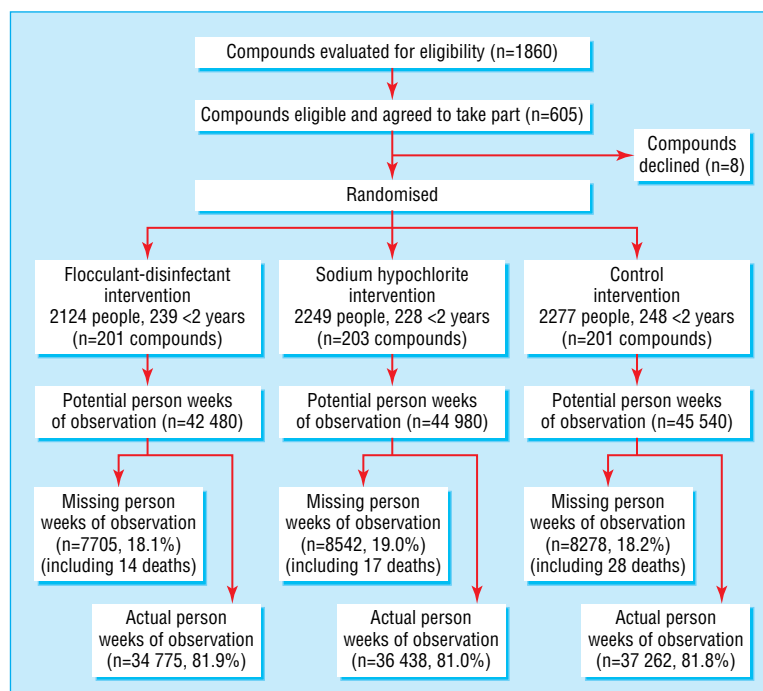 Compounds evaluated for eligibility (n=1860)
Compounds eligible and agreed to take part (n=605)
Compounds
declined (n=8)
Randomised
Flocculant-disinfectant
intervention
2124 people, 239 <2 years
(n=201 compounds)
Sodium hypochlorite
intervention
2249 people, 228 <2 years
(n=203 compounds)
Control
intervention
2277 people, 248 <2 years
(n=201 compounds)
Potential person weeks
of observation (n=42 480)
Potential person weeks
of observation (n=44 980)
Potential person weeks
of observation (n=45 540)
Missing person
weeks of observation
(n=7705, 18.1%)
(including 14 deaths)
Missing person
weeks of observation
(n=8542, 19.0%)
(including 17 deaths)
Missing person
weeks of observation
(n=8278, 18.2%)
(including 28 deaths)
Actual person
weeks of observation
(n=34 775, 81.9%)
Actual person
weeks of observation
(n=36 438, 81.0%)
Actual person
weeks of observation
(n=37 262, 81.8%)